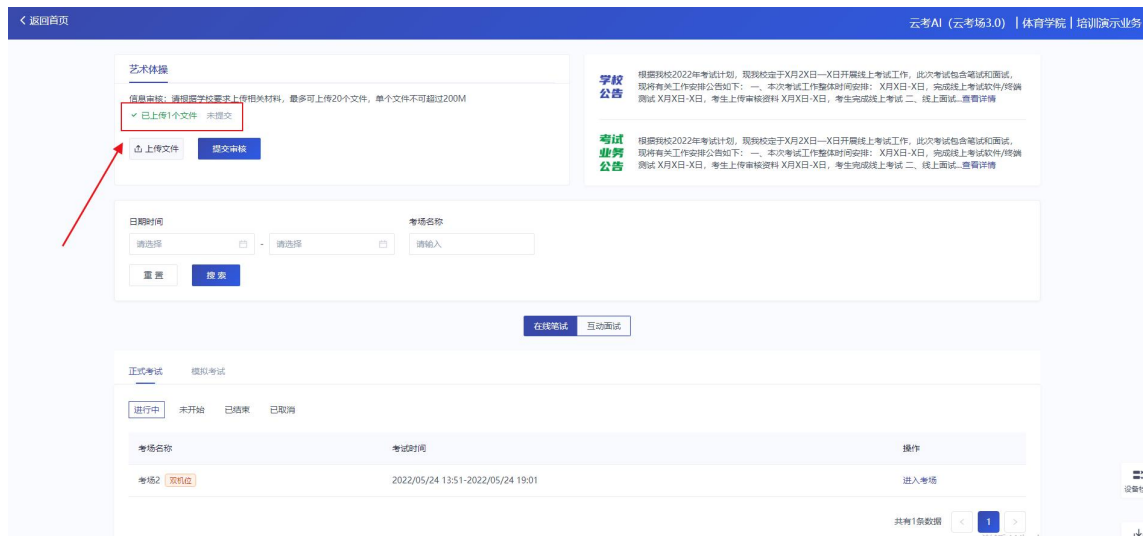 < 返回首页
云考AI（云考场3.0） | 体育学院 | 培训演示业务
艺术体操
信息审核：请根据学校要求上传相关材料，最多可上传20个文件，单个文件不可超过200M
已上传1个文件 未提交
上传文件 提交审核
学校公告
根据我校2022年考试计划，现我校定于X月2X日—X日开展线上考试工作，此次考试包含笔试和面试，
现将有关工作安排公告如下： 一、本次考试工作整体时间安排： X月X日-X日，完成线上考试软件/终端
测试 X月X日-X日，考生上传审核资料 X月X日-X日，考生完成线上考试 二、线上面试...查看详情
考试业务公告
根据我校2022年考试计划，现我校定于X月2X日—X日开展线上考试工作，此次考试包含笔试和面试，
现将有关工作安排公告如下： 一、本次考试工作整体时间安排： X月X日-X日，完成线上考试软件/终端
测试 X月X日-X日，考生上传审核资料 X月X日-X日，考生完成线上考试 二、线上面试...查看详情
日期时间 考场名称
请选择 - 请选择 请输入
重置 搜索
在线笔试 互动面试
正式考试 模拟考试
进行中 未开始 已结束 已取消
考场名称 考试时间 操作
考场2 双机位 2022/05/24 13:51-2022/05/24 19:01 进入考场
设备
共有1条数据 < 1 >